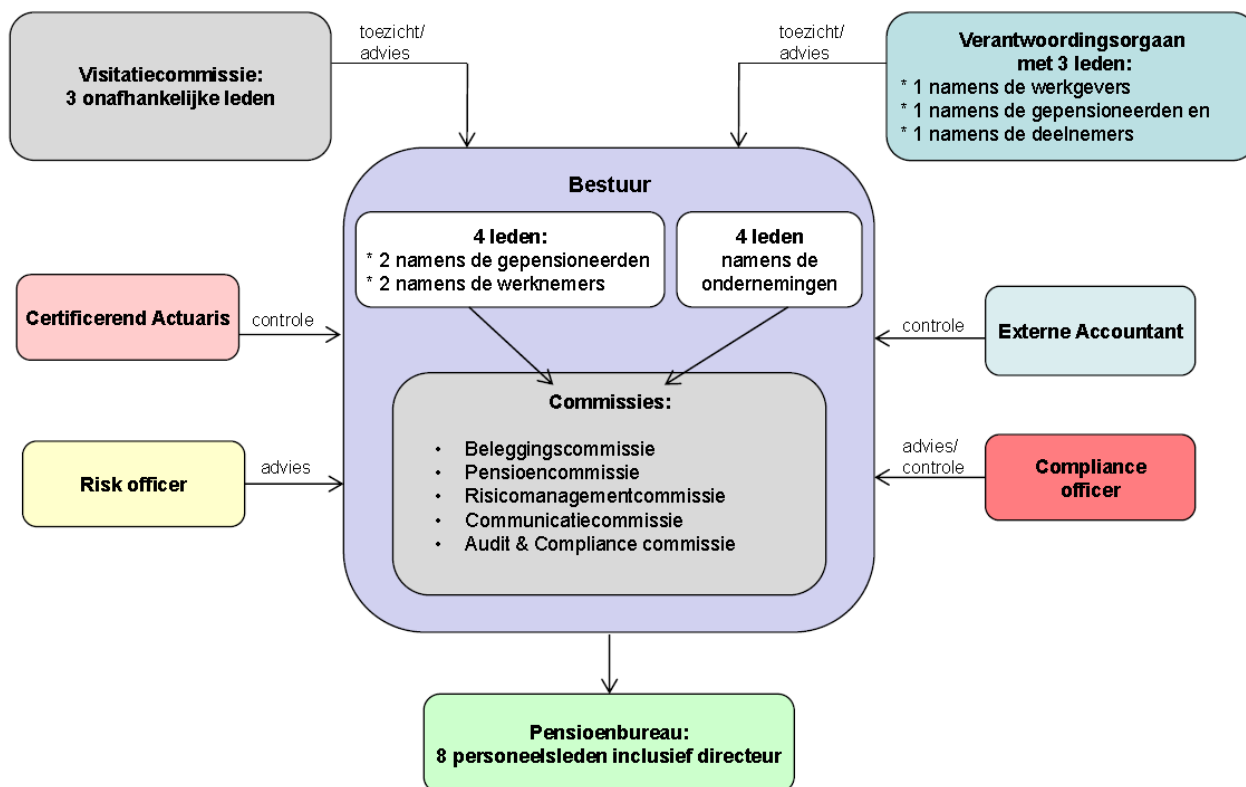 Visitatiecommissie:
3 onafhankelijke leden
toezicht/
advies
toezicht/
advies
Verantwoordingsorgaan
met 3 leden:
* 1 namens de werkgevers
* 1 namens de gepensioneerden en
* 1 namens de deelnemers
Bestuur
4 leden:
* 2 namens de gepensioneerden
* 2 namens de werknemers
4 leden
namens de
ondernemingen
Certificerend Actuaris
controle
controle
Externe Accountant
Commissies:
• Beleggingscommissie
• Pensioencommissie
• Risicomanagementcommissie
• Communicatiecommissie
• Audit & Compliance commissie
Risk officer
advies
advies/
controle
Compliance
officer
Pensioenbureau:
8 personeelsleden inclusief directeur